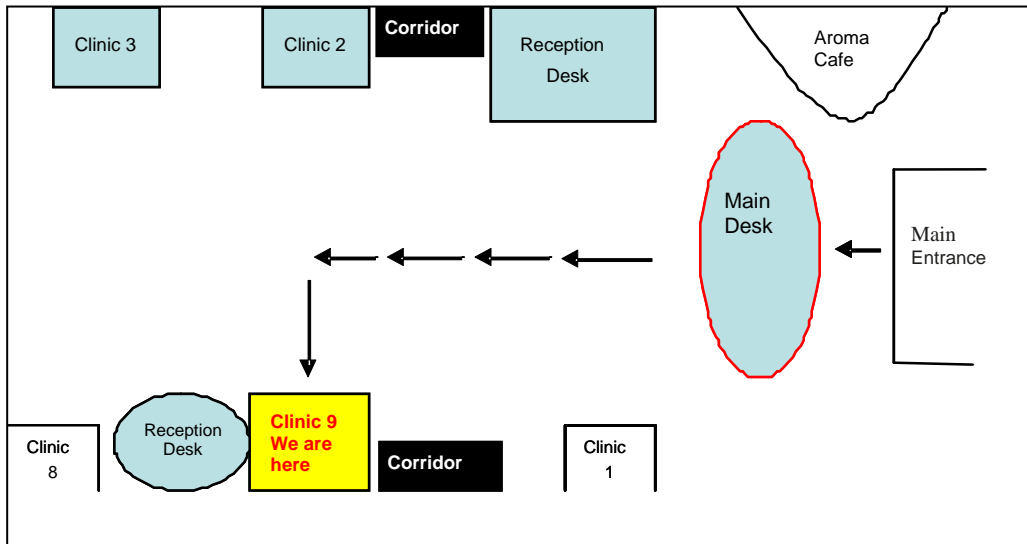 Clinic 3
Clinic 2
Corridor
Reception
Desk
Aroma
Cafe
Main
Desk
Main
Entrance
Clinic
8
Reception
Desk
Clinic 9
We are
here
Corridor
Clinic
1